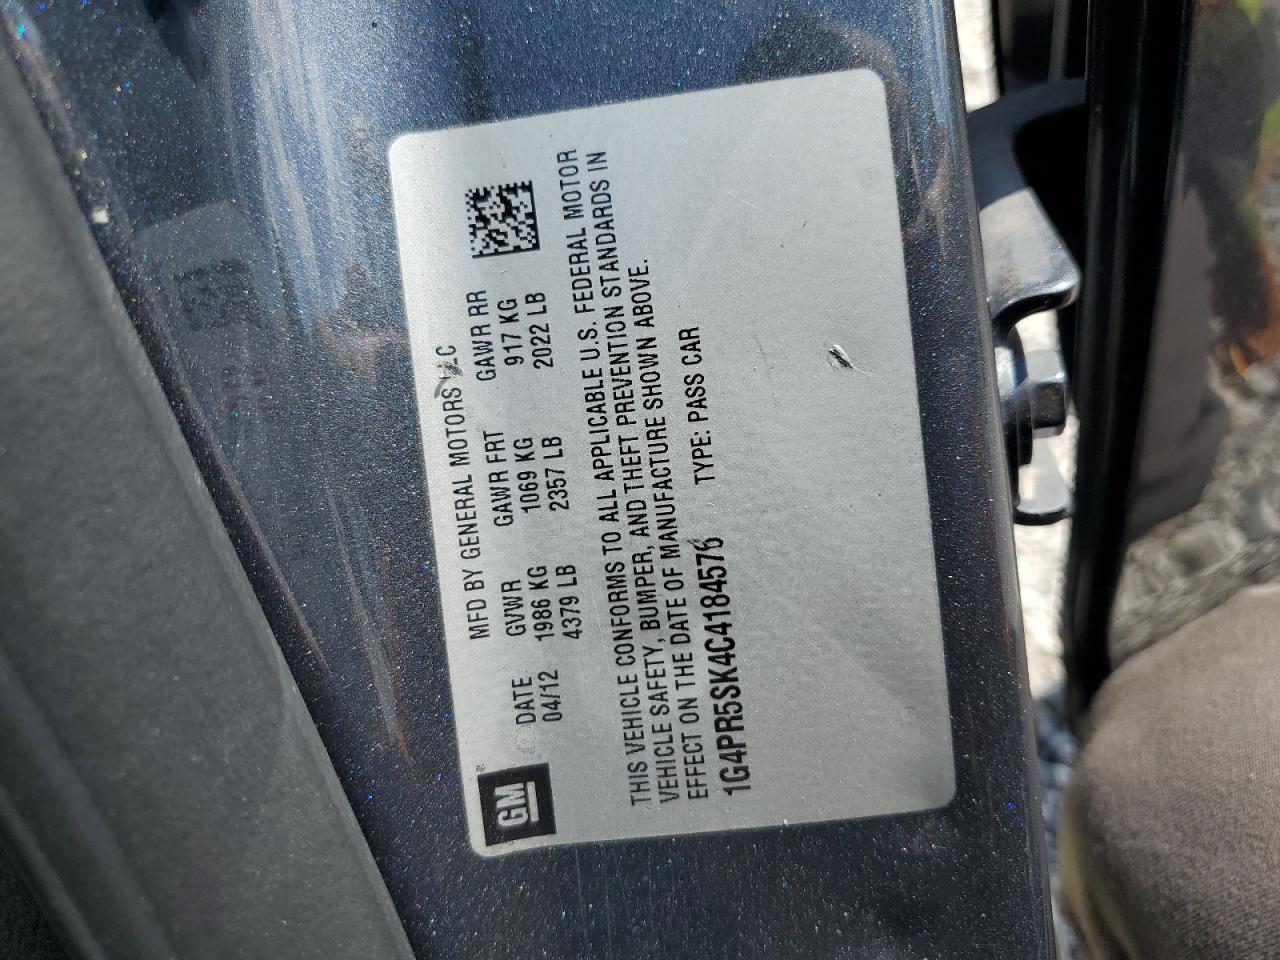 MFD BY GENERAL MOTORS LLC
DATE GVWR GAWR FRT GAWR RR
04/12 1986 KG 1069 KG 917 KG
4379 LB 2357 LB 2022 LB
THIS VEHICLE CONFORMS TO ALL APPLICABLE U.S. FEDERAL MOTOR
VEHICLE SAFETY, BUMPER, AND THEFT PREVENTION STANDARDS IN
EFFECT ON THE DATE OF MANUFACTURE SHOWN ABOVE.
1G4PR5SK4C4184576 TYPE: PASS CAR
GM